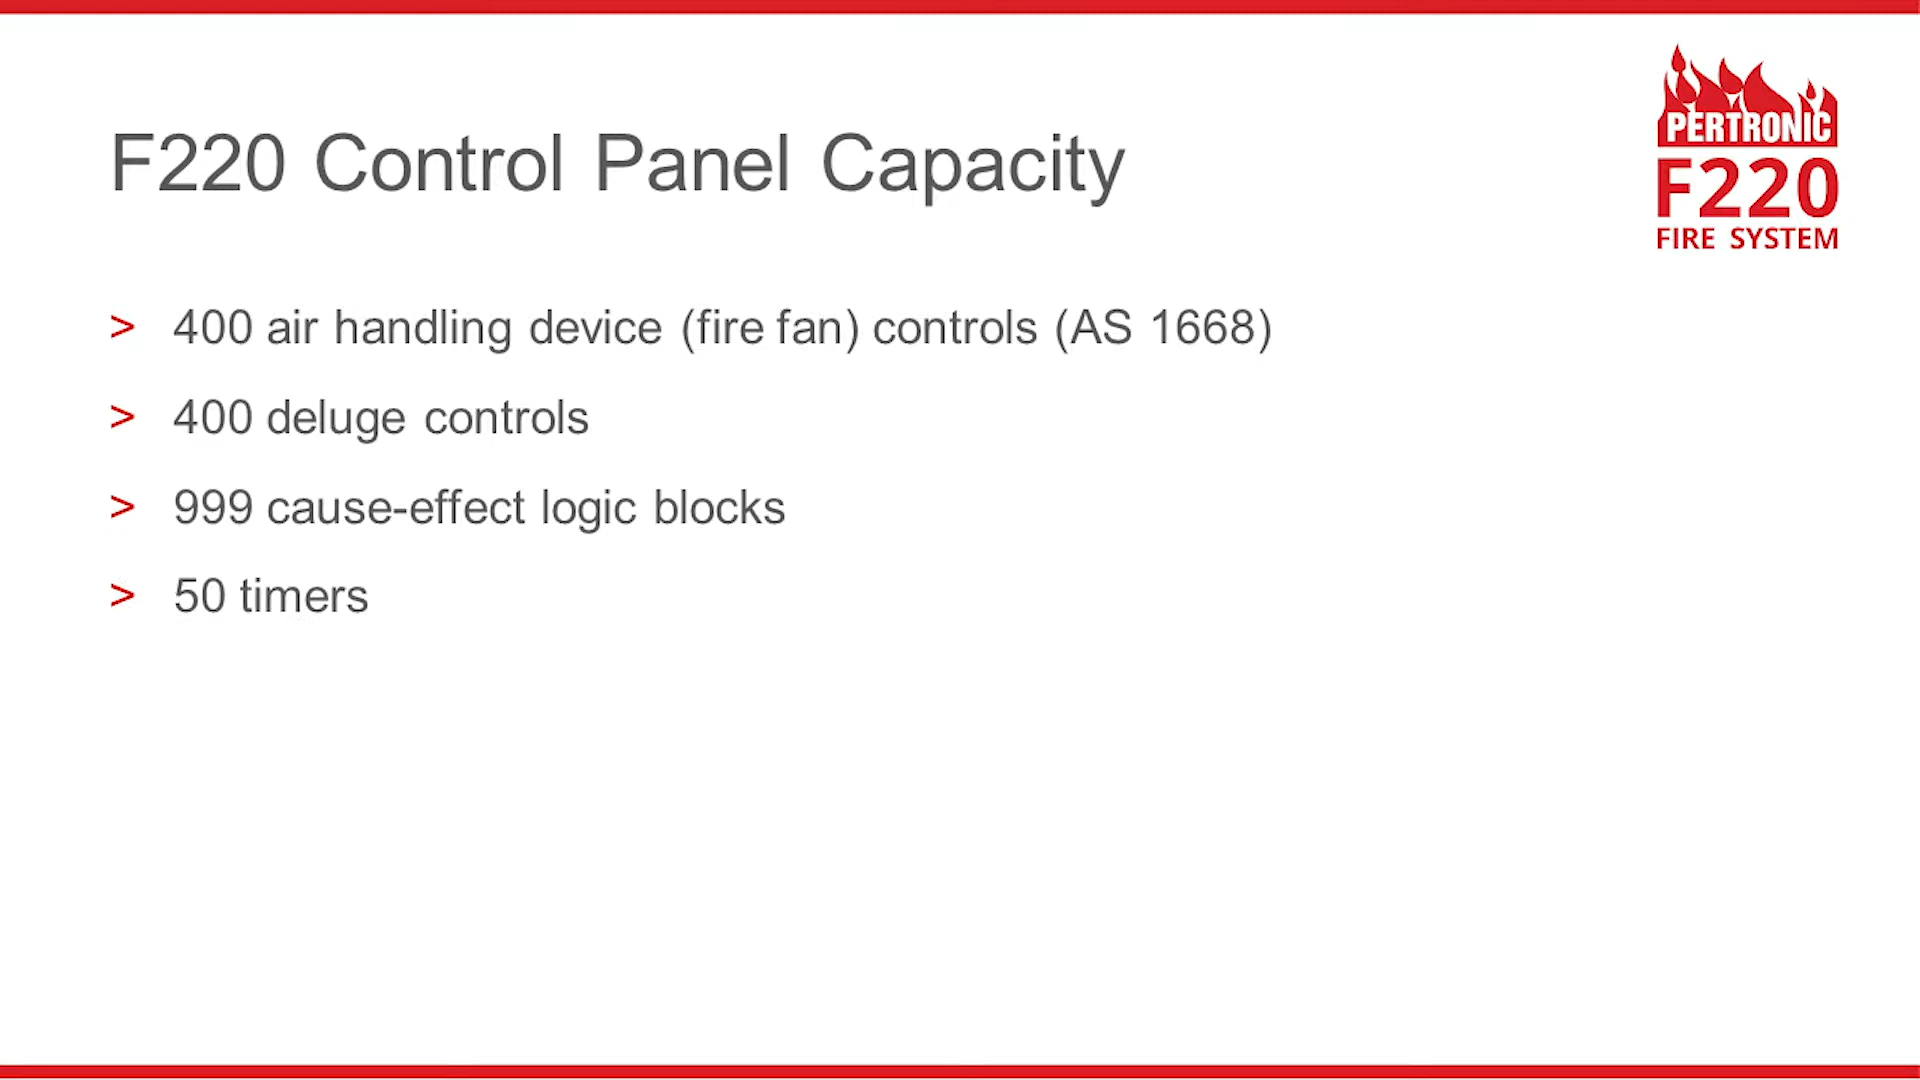 PERTRONIC
F220
FIRE SYSTEM
F220 Control Panel Capacity
> 400 air handling device (fire fan) controls (AS 1668)
> 400 deluge controls
> 999 cause-effect logic blocks
> 50 timers